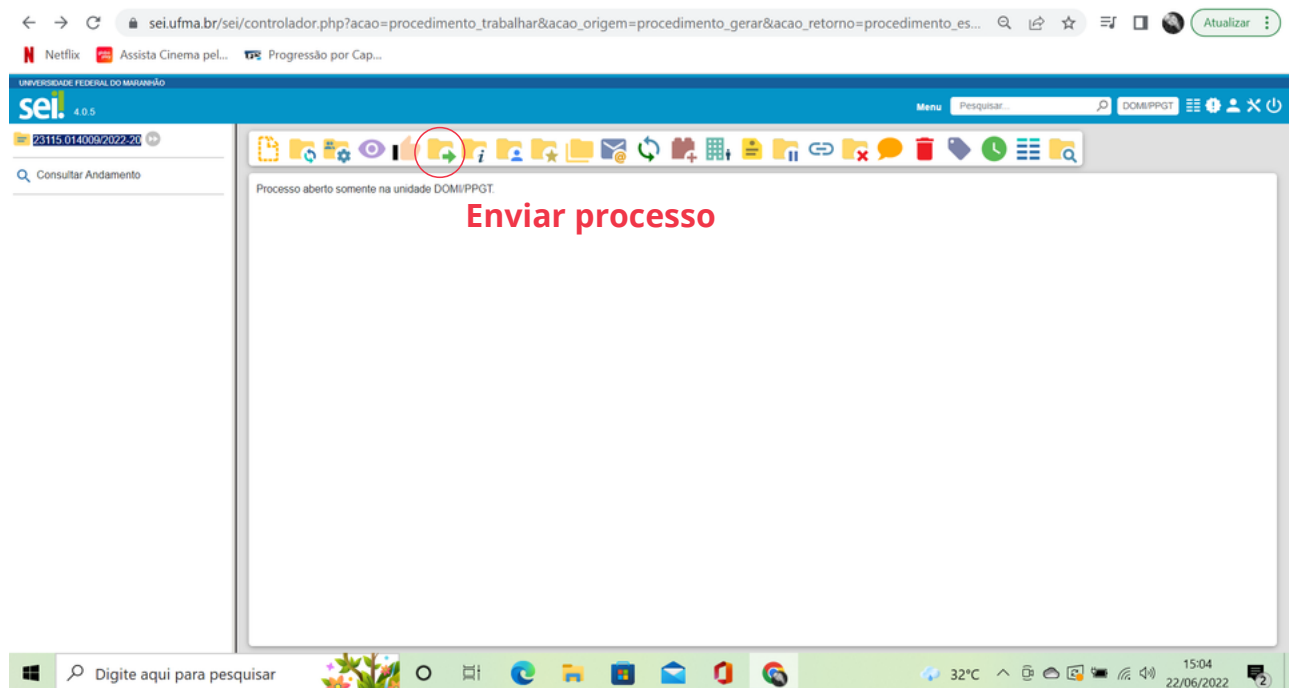 sei.ufma.br/sei/controlador.php?acao=procedimento_trabalhar&acao_origem=procedimento_gerar&acao_retorno=procedimento_es...
Atualizar
Netflix Assista Cinema pel... Progressão por Cap...
UNIVERSIDADE FEDERAL DO MARANHÃO
sei! 4.0.5
Menu Pesquisar... DOMI/PPGT
23115.014009/2022-20
Consultar Andamento
Processo aberto somente na unidade DOMI/PPGT.
Enviar processo
Digite aqui para pesquisar
32°C
15:04
22/06/2022
2